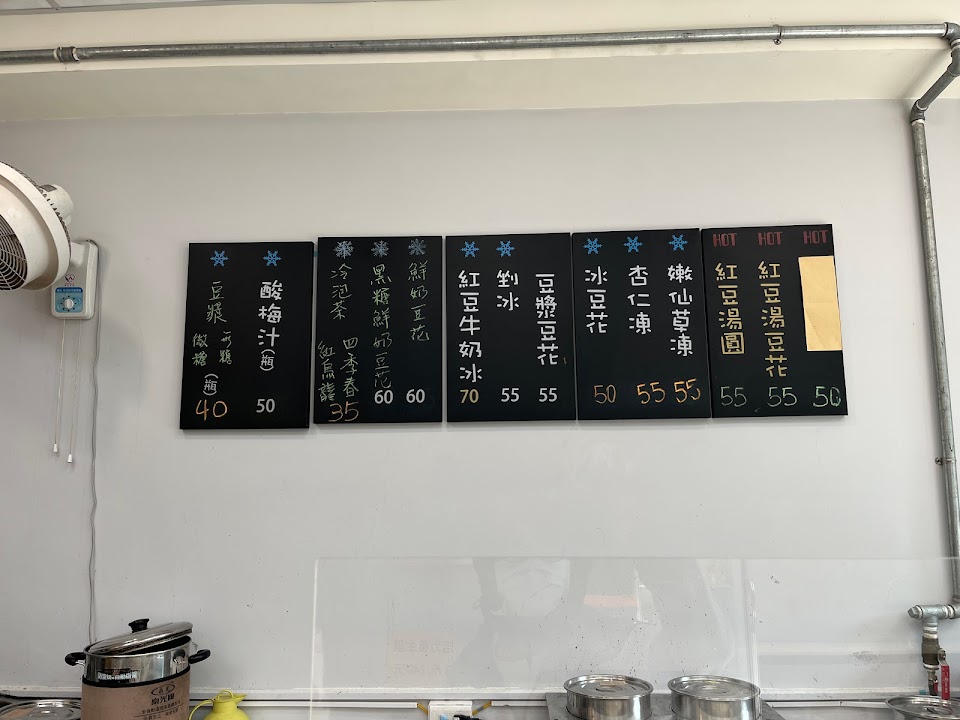 HOT
HOT
HOT
50
紅豆湯豆花
55
紅豆湯圓
55
嫩仙草凍
55
杏仁凍
55
冰豆花
50
豆漿豆花
55
剉冰
55
紅豆牛奶冰
70
鮮奶豆花
60
黑糖鮮奶豆花
60
冷泡茶
四季春
紅烏龍
35
酸梅汁(瓶)
50
豆漿
微糖
(瓶)
40